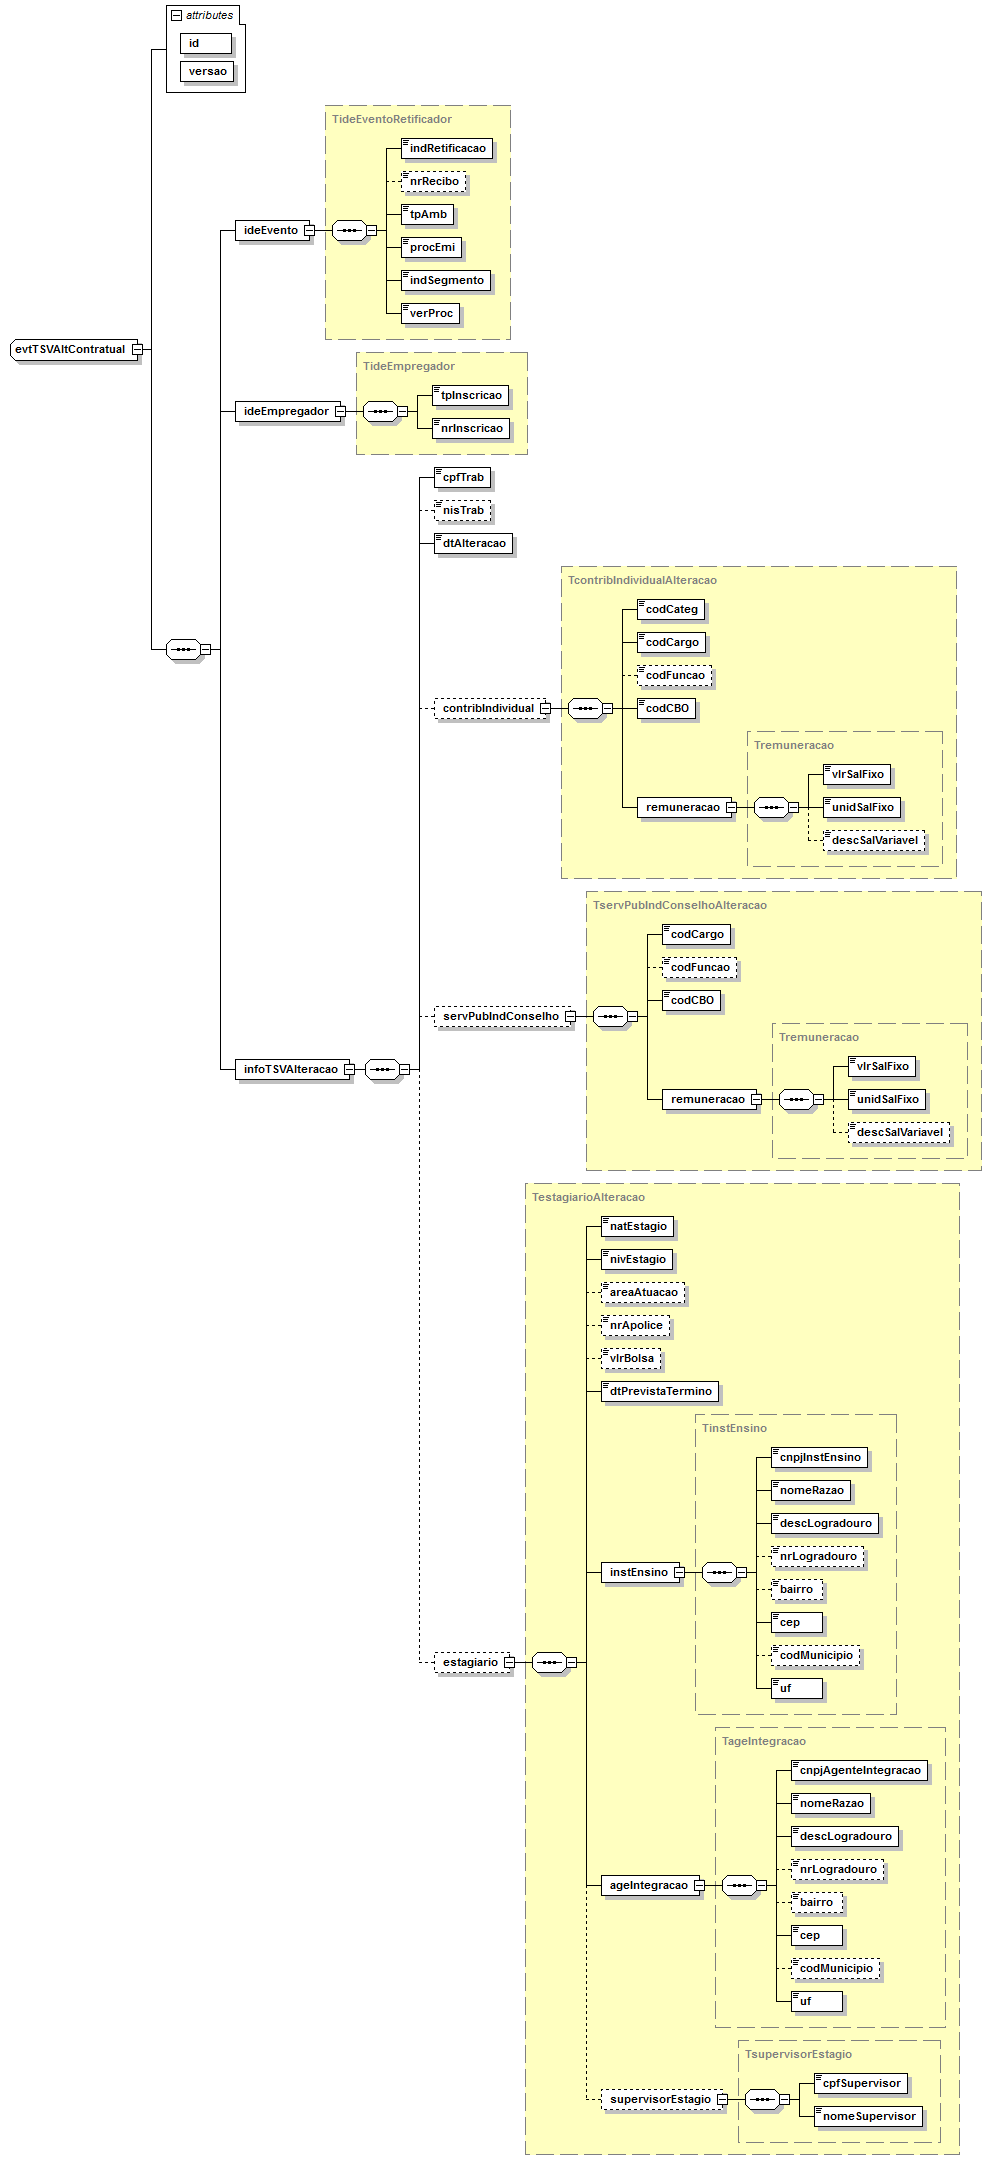 attributes
id
versao
TideEventoRetificador
indRetificacao
nrRecibo
tpAmb
ideEvento
procEmi
indSegmento
verProc
evtTSVAltContratual
TideEmpregador
tpInscricao
ideEmpregador
nrInscricao
cpfTrab
nisTrab
dtAlteracao
TcontribIndividualAlteracao
codCateg
codCargo
codFuncao
contribIndividual
codCBO
Tremuneracao
vlrSalFixo
remuneracao
unidSalFixo
descSalVariavel
TservPubIndConselhoAlteracao
codCargo
codFuncao
codCBO
servPubIndConselho
Tremuneracao
infoTSVAlteracao
vlrSalFixo
remuneracao
unidSalFixo
descSalVariavel
TestagiarioAlteracao
natEstagio
nivEstagio
areaAtuacao
nrApolice
vlrBolsa
dtPrevistaTermino
TinstEnsino
cnpjInstEnsino
nomeRazao
descLogradouro
nrLogradouro
instEnsino
bairro
cep
codMunicipio
estagiario
uf
TageIntegracao
cnpjAgenteIntegracao
nomeRazao
descLogradouro
nrLogradouro
ageIntegracao
bairro
cep
codMunicipio
uf
TsupervisorEstagio
cpfSupervisor
supervisorEstagio
nomeSupervisor